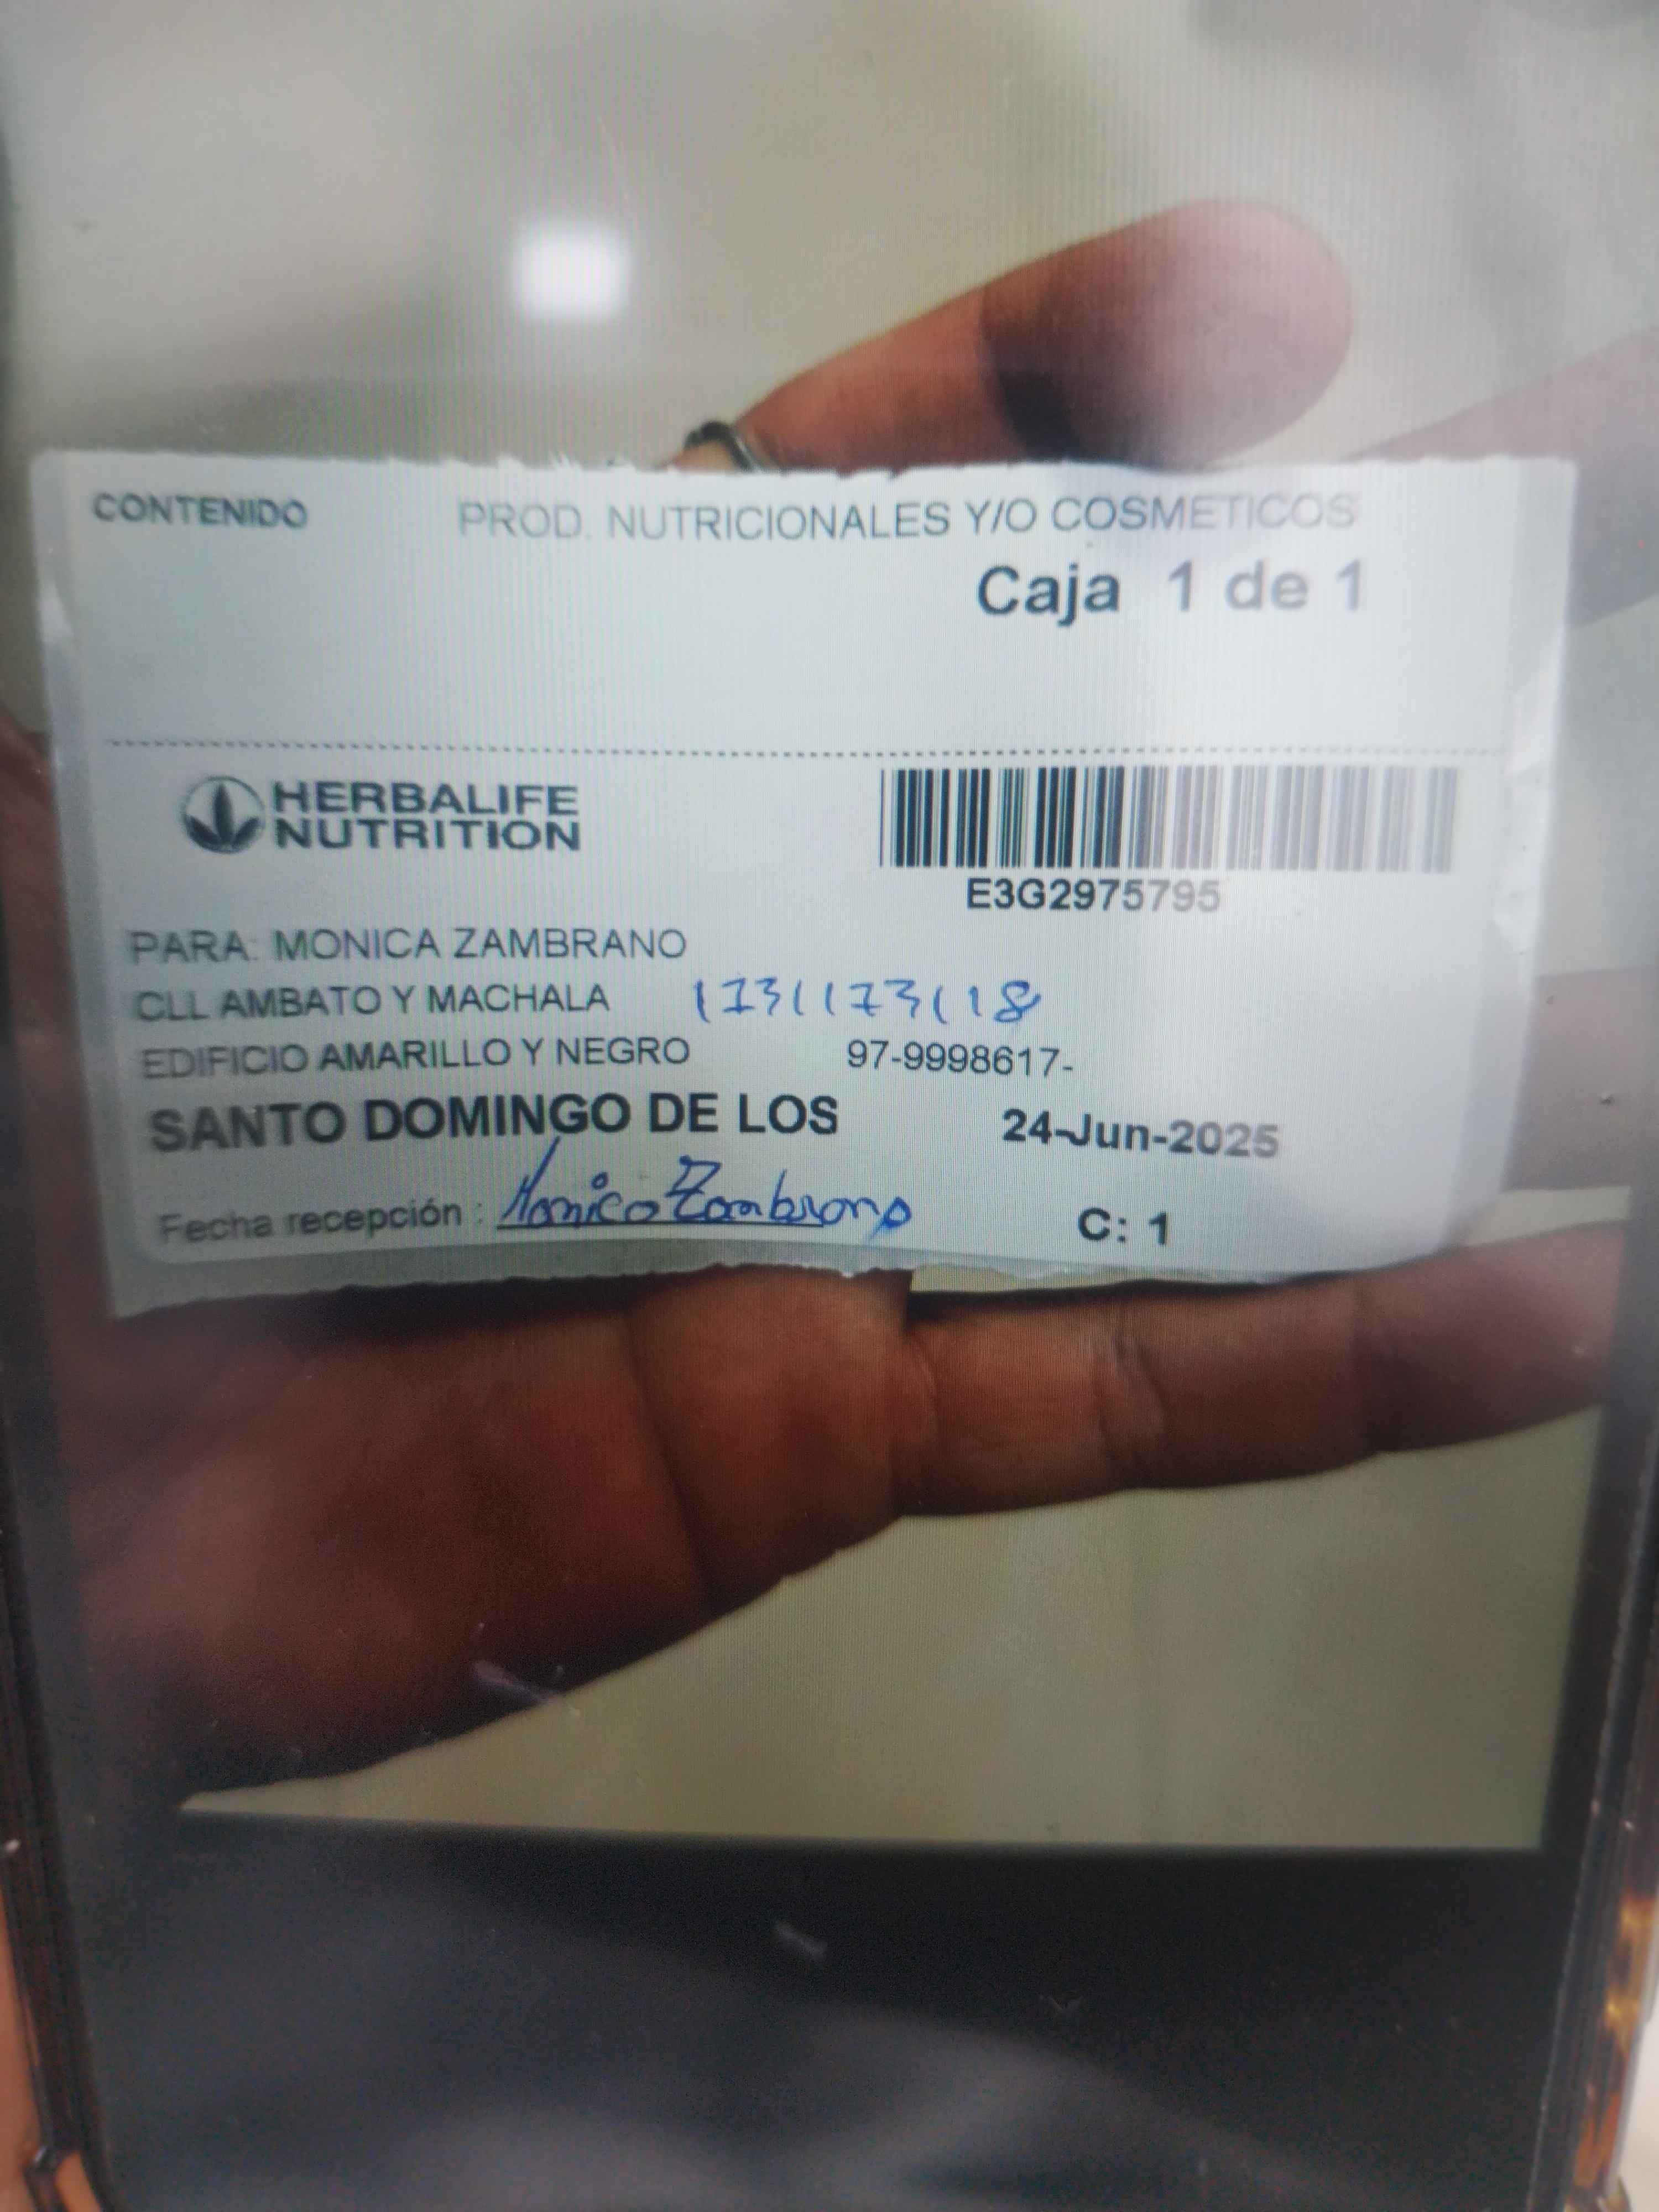 CONTENIDO PROD. NUTRICIONALES Y/O COSMETICOS
Caja 1 de 1
HERBALIFE
NUTRITION
E3G2975795
PARA: MONICA ZAMBRANO
CLL AMBATO Y MACHALA 1731173118
EDIFICIO AMARILLO Y NEGRO 97-9998617-
SANTO DOMINGO DE LOS 24-Jun-2025
Fecha recepción : Monica Zambrano C: 1